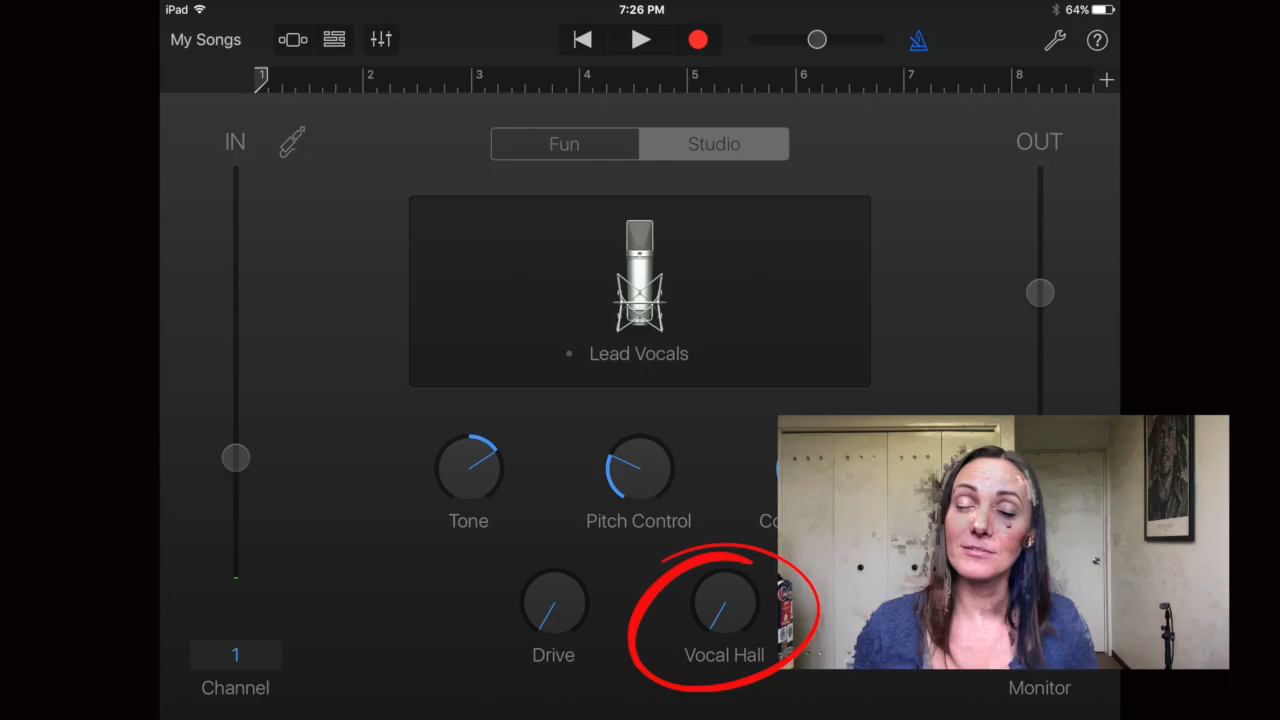 iPad 7:26 PM 64%
My Songs
1 2 3 4 5 6 7 8
IN Fun Studio OUT
Lead Vocals
Tone Pitch Control Co
Drive Vocal Hall
1
Channel Monitor